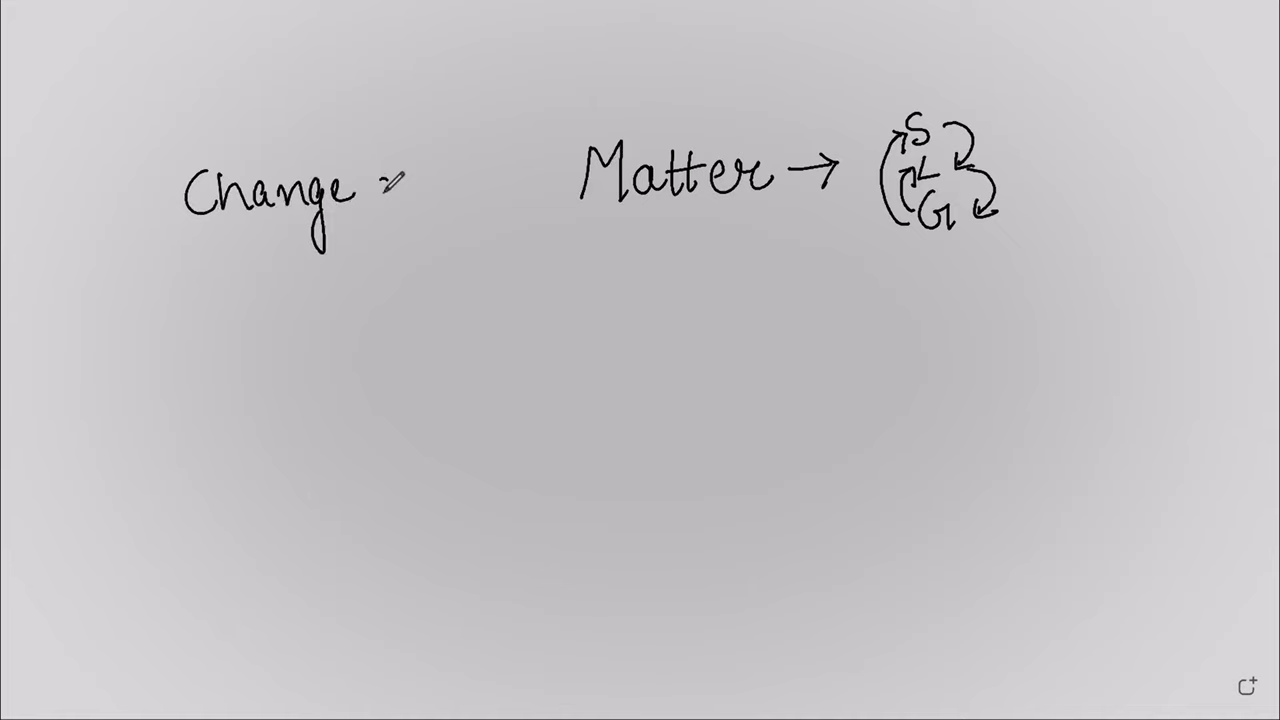 Change =
Matter → S
L
G